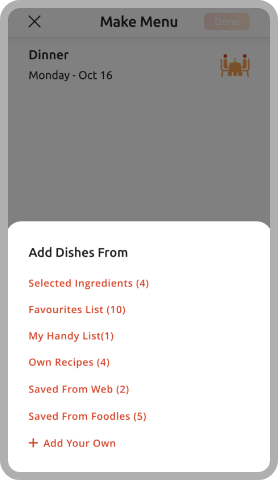 Make Menu
Done
Dinner
Monday - Oct 16
Add Dishes From
Selected Ingredients (4)
Favourites List (10)
My Handy List(1)
Own Recipes (4)
Saved From Web (2)
Saved From Foodles (5)
+ Add Your Own